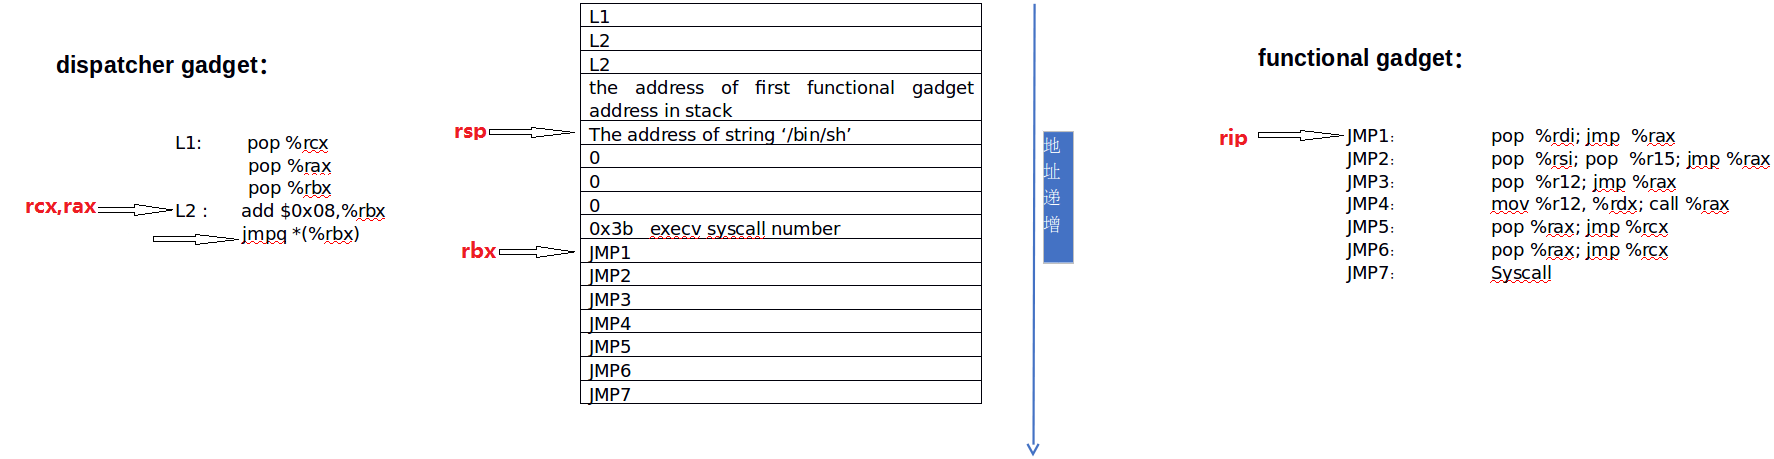 dispatcher gadget：
L1: pop %rcx
pop %rax
pop %rbx
rcx,rax
L2 : add $0x08,%rbx
jmpq *(%rbx)
L1
L2
L2
the address of first functional gadget
address in stack
rsp
The address of string ‘/bin/sh’
0
0
0
0x3b execv syscall number
rbx
JMP1
JMP2
JMP3
JMP4
JMP5
JMP6
JMP7
地
址
递
增
functional gadget：
rip
JMP1: pop %rdi; jmp %rax
JMP2: pop %rsi; pop %r15; jmp %rax
JMP3: pop %r12; jmp %rax
JMP4: mov %r12, %rdx; call %rax
JMP5: pop %rax; jmp %rcx
JMP6: pop %rax; jmp %rcx
JMP7: Syscall